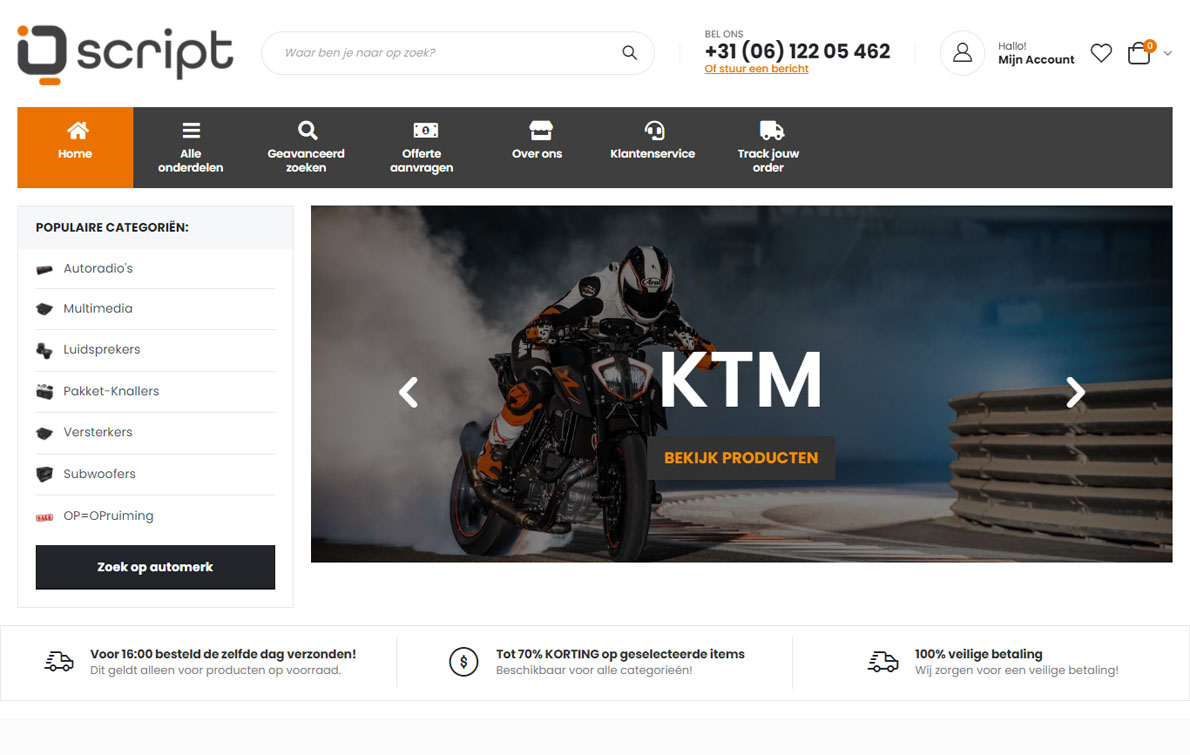 script
Waar ben je naar op zoek?
BEL ONS
+31 (06) 122 05 462
Of stuur een bericht
Hallo!
Mijn Account
0
Home
Alle
onderdelen
Geavanceerd
zoeken
Offerte
aanvragen
Over ons
Klantenservice
Track jouw
order
POPULAIRE CATEGORIËN:
Autoradio's
Multimedia
Luidsprekers
Pakket-Knallers
Versterkers
Subwoofers
SALE
OP=OPruiming
Zoek op automerk
Arai
KTM
BEKIJK PRODUCTEN
Voor 16:00 besteld de zelfde dag verzonden!
Dit geldt alleen voor producten op voorraad.
$
Tot 70% KORTING op geselecteerde items
Beschikbaar voor alle categorieën!
100% veilige betaling
Wij zorgen voor een veilige betaling!